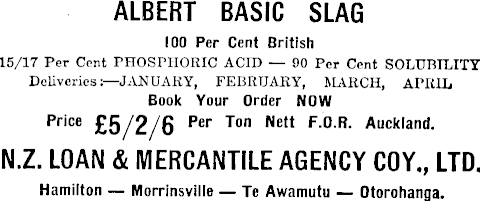 ALBERT BASIC SLAG
100 Per Cent British
15/17 Per Cent PHOSPHORIC ACID — 90 Per Cent SOLUBILITY
Deliveries:—JANUARY, FEBRUARY, MARCH, APRIL
Book Your Order NOW
Price £5/2/6 Per Ton Nett F.O.R. Auckland.
N.Z. LOAN & MERCANTILE AGENCY COY., LTD.
Hamilton — Morrinsville — Te Awamutu — Otorohanga.